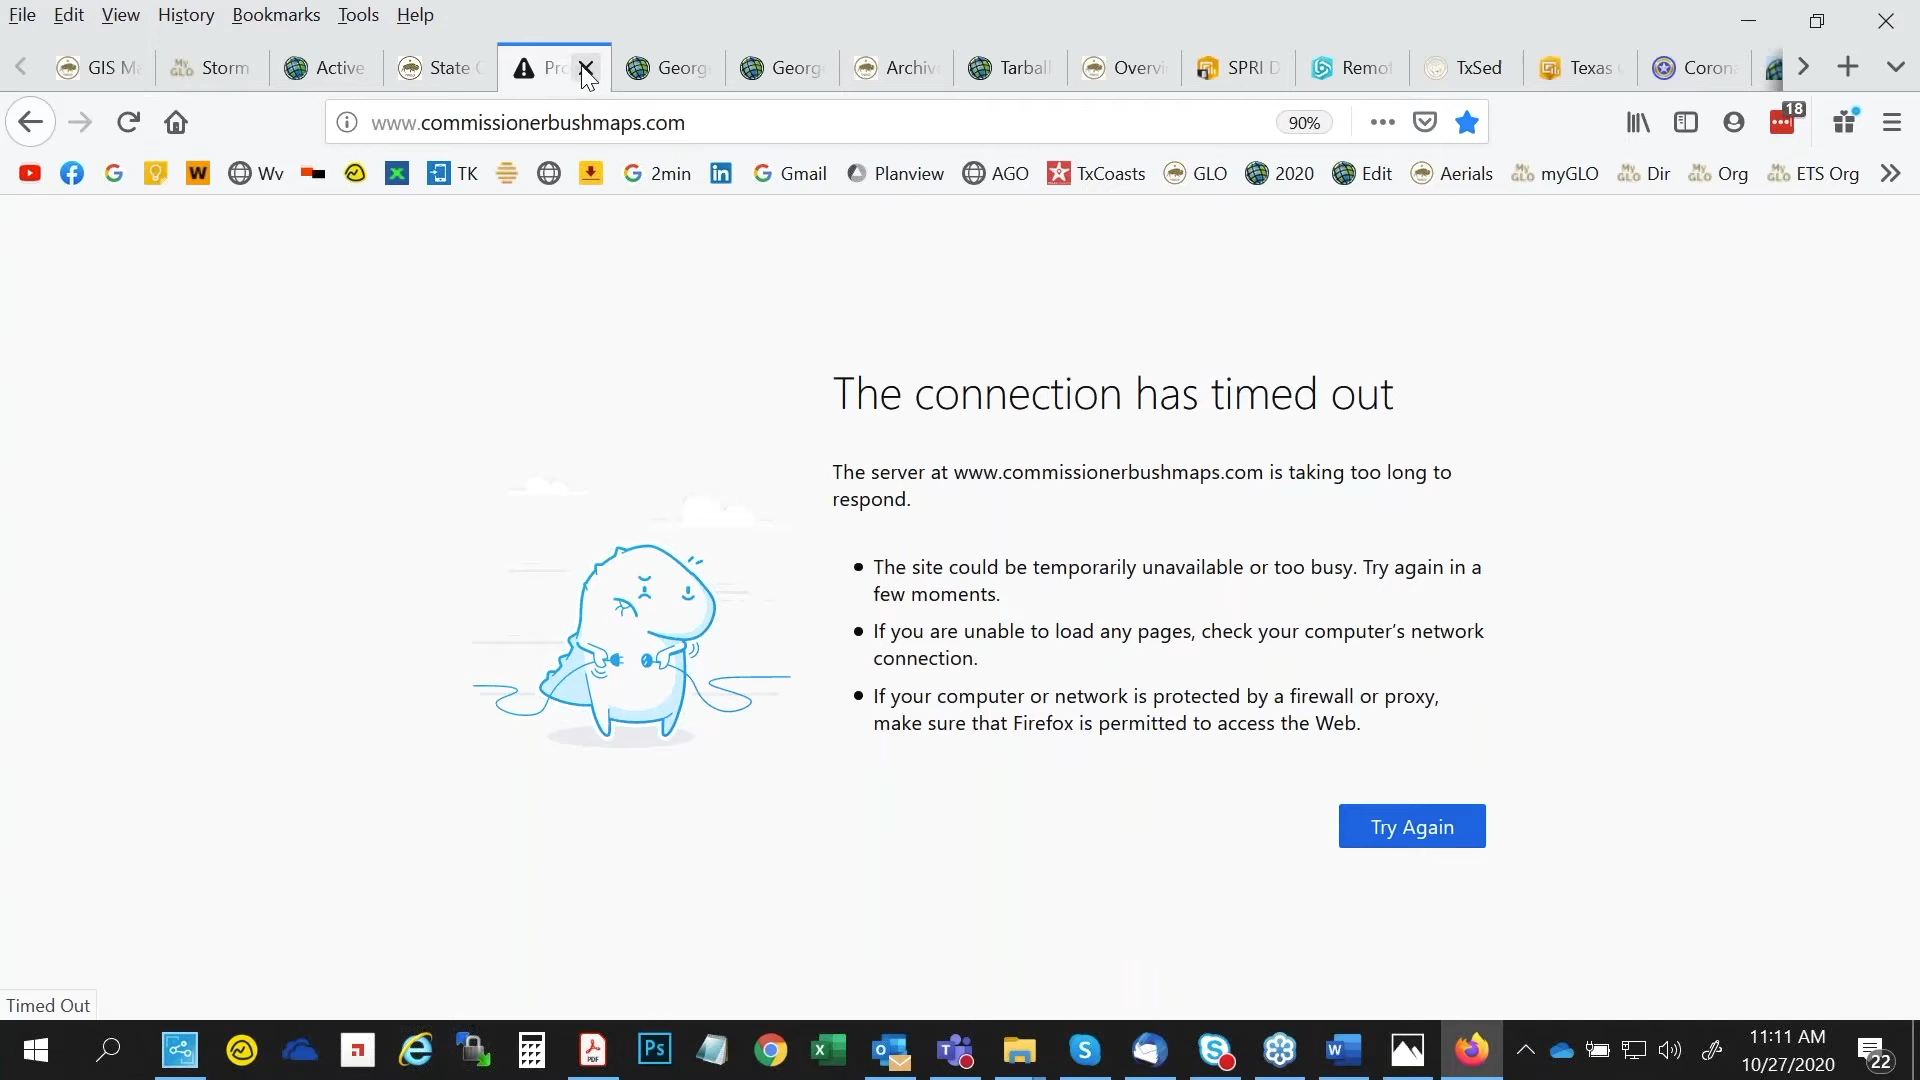 File Edit View History Bookmarks Tools Help
GIS Ma Storm Active State Pro Georg Georg Archiv Tarball Overvi SPRI D Remot TxSed Texas Coron
www.commissionerbushmaps.com 90% 18
Wv TK 2min Gmail Planview AGO TxCoasts GLO 2020 Edit Aerials myGLO Dir Org ETS Org
The connection has timed out
The server at www.commissionerbushmaps.com is taking too long to
respond.
The site could be temporarily unavailable or too busy. Try again in a
few moments.
If you are unable to load any pages, check your computer's network
connection.
If your computer or network is protected by a firewall or proxy,
make sure that Firefox is permitted to access the Web.
Try Again
Timed Out
11:11 AM
10/27/2020
22